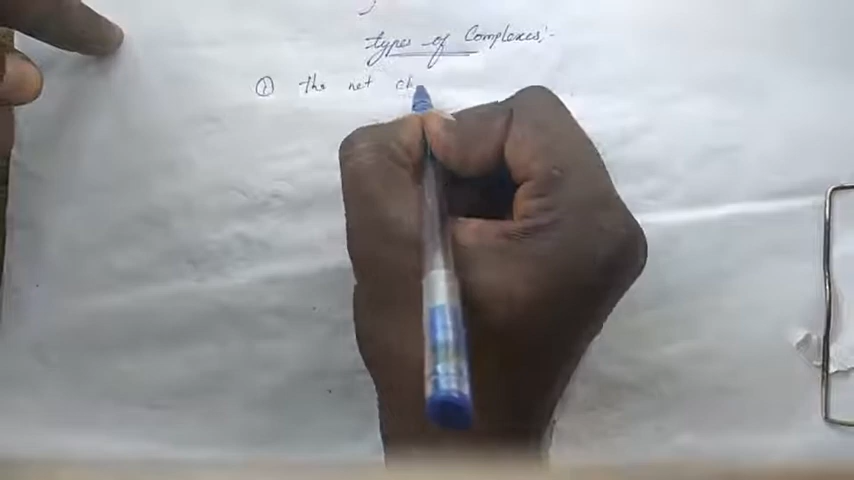 types of Complexes:-
① the net ch